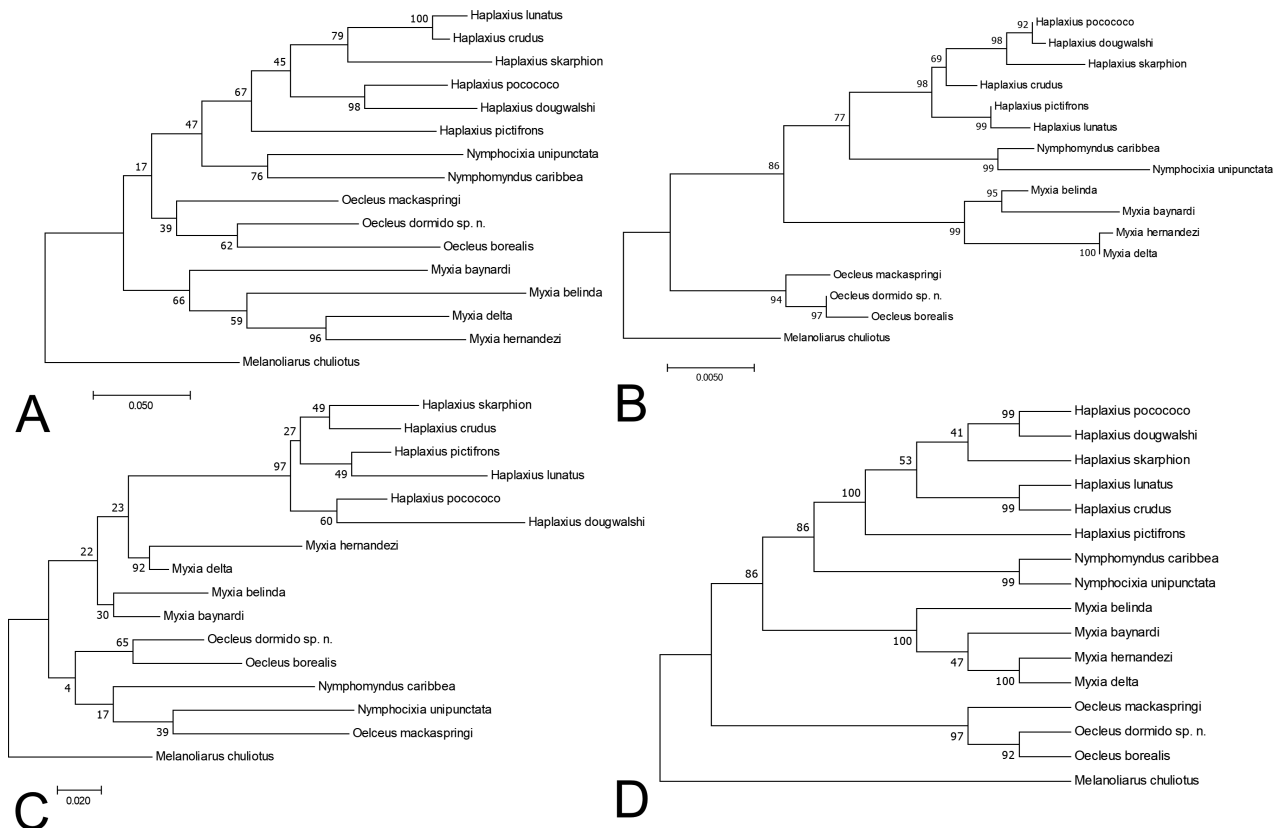 100
Haplaxius lunatus
79
Haplaxius crudus
Haplaxius skarphion
45
Haplaxius pocococo
67
98
Haplaxius dougwalshi
47
Haplaxius pictifrons
Nymphocixia unipunctata
17
76
Nymphomyndus caribbea
Oecleus mackaspringi
39
Oecleus dormido sp. n.
62
Oecleus borealis
Myxia baynardi
66
Myxia belinda
59
Myxia delta
96
Myxia hernandezi
Melanoliarus chuliotus
0.050
A
92
Haplaxius pocococo
98
Haplaxius dougwalshi
69
Haplaxius skarphion
98
Haplaxius crudus
Haplaxius pictifrons
77
99
Haplaxius lunatus
Nymphomyndus caribbea
86
99
Nymphocixia unipunctata
95
Myxia belinda
Myxia baynardi
99
Myxia hernandezi
100
Myxia delta
Oecleus mackaspringi
94
Oecleus dormido sp. n.
97
Oecleus borealis
Melanoliarus chuliotus
0.0050
B
49
Haplaxius skarphion
27
Haplaxius crudus
Haplaxius pictifrons
97
49
Haplaxius lunatus
Haplaxius pocococo
23
60
Haplaxius dougwalshi
Myxia hernandezi
22
92
Myxia delta
Myxia belinda
30
Myxia baynardi
65
Oecleus dormido sp. n.
Oecleus borealis
4
Nymphomyndus caribbea
17
Nymphocixia unipunctata
39
Oelceus mackaspringi
Melanoliarus chuliotus
0.020
C
99
Haplaxius pocococo
41
Haplaxius dougwalshi
53
Haplaxius skarphion
Haplaxius lunatus
100
99
Haplaxius crudus
86
Haplaxius pictifrons
Nymphomyndus caribbea
86
99
Nymphocixia unipunctata
Myxia belinda
100
Myxia baynardi
47
Myxia hernandezi
100
Myxia delta
Oecleus mackaspringi
97
Oecleus dormido sp. n.
92
Oecleus borealis
Melanoliarus chuliotus
D